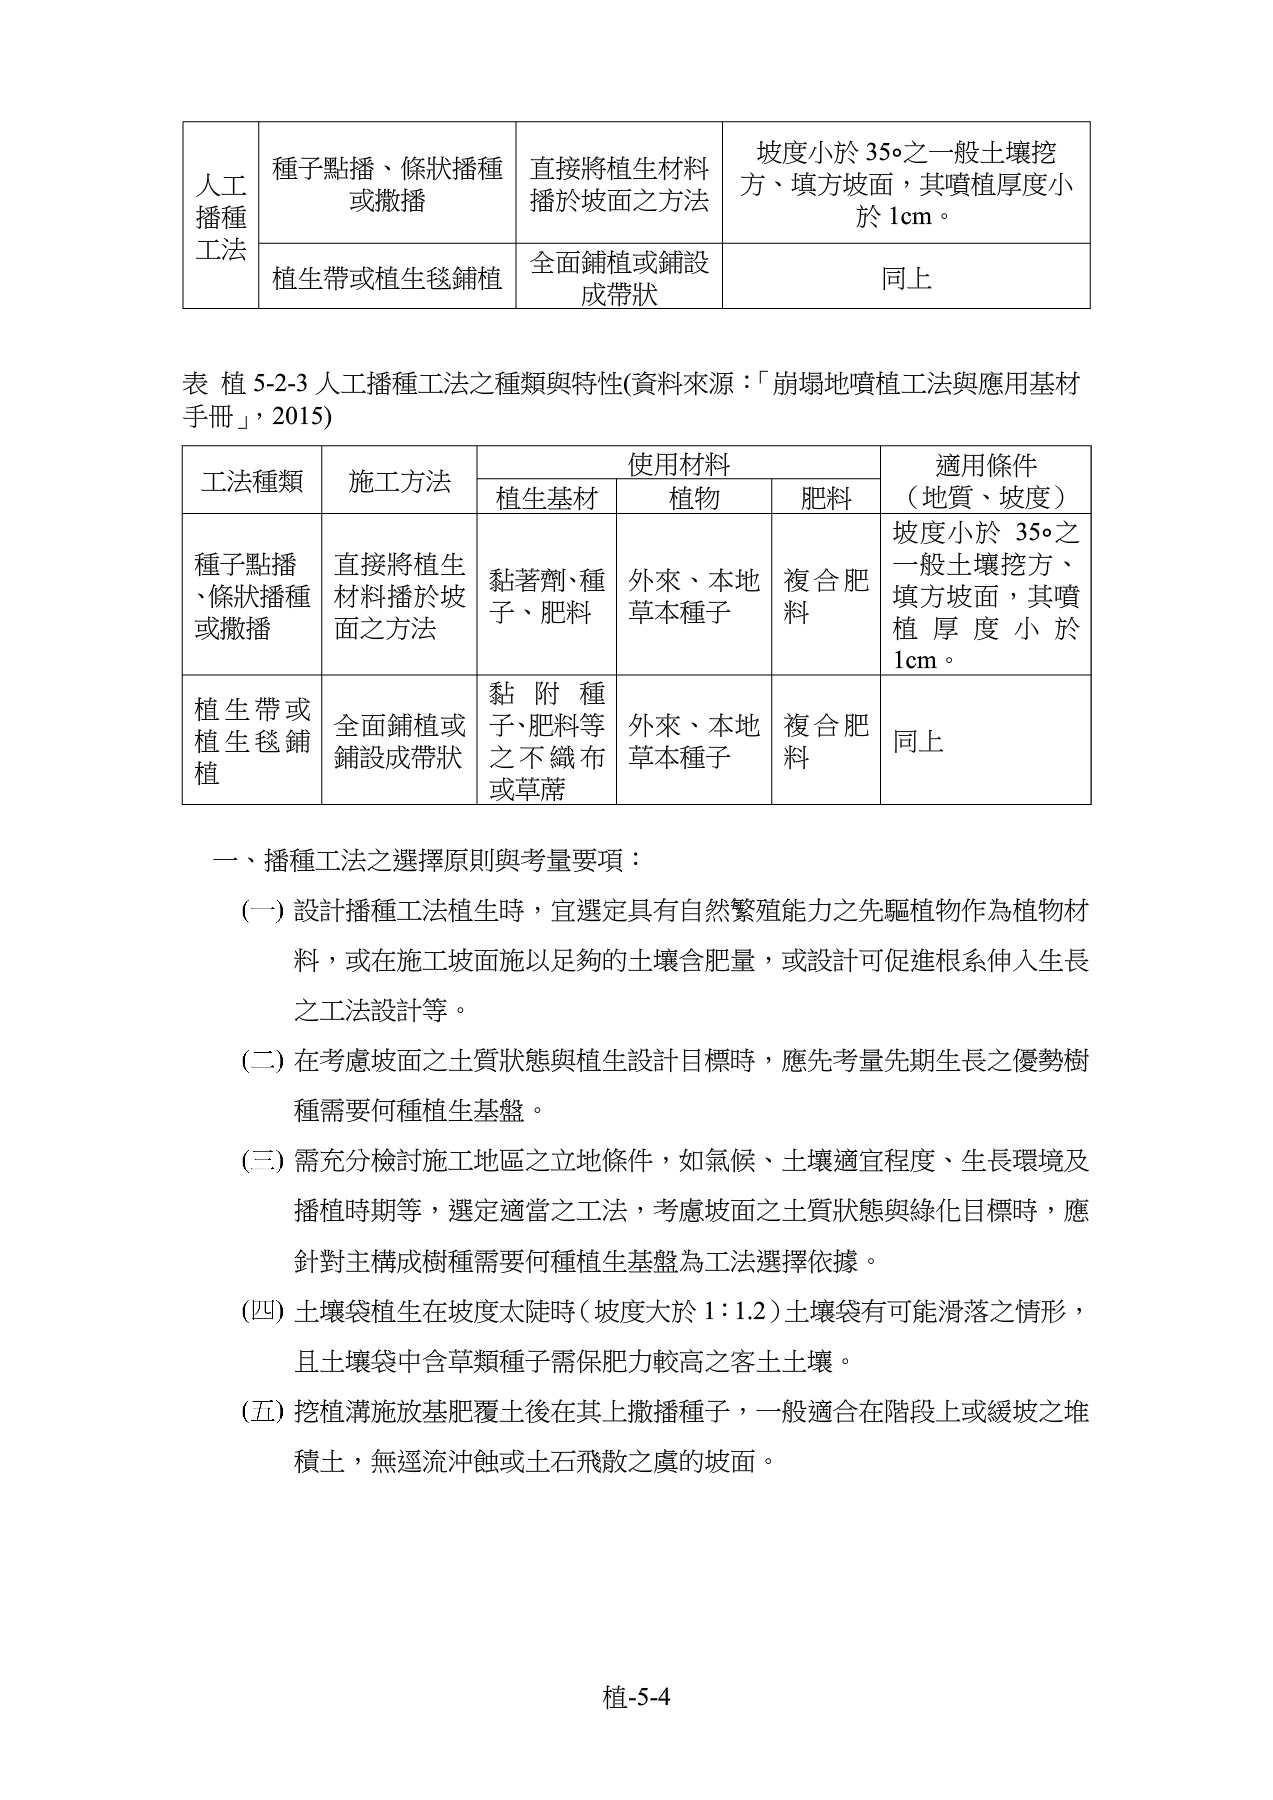 人工
播種
工法
種子點播、條狀播種
或撒播
直接將植生材料
播於坡面之方法
坡度小於 35∘之一般土壤挖
方、填方坡面，其噴植厚度小
於 1cm。
植生帶或植生毯鋪植
全面鋪植或鋪設
成帶狀
同上
表 植 5-2-3 人工播種工法之種類與特性(資料來源：「崩塌地噴植工法與應用基材
手冊」，2015)
工法種類
施工方法
使用材料
適用條件
（地質、坡度）
植生基材
植物
肥料
種子點播
、條狀播種
或撒播
直接將植生
材料播於坡
面之方法
黏著劑、種
子、肥料
外來、本地
草本種子
複合肥
料
坡度小於 35∘之
一般土壤挖方、
填方坡面，其噴
植厚度小於
1cm。
植生帶或
植生毯鋪
植
全面鋪植或
鋪設成帶狀
黏附種
子、肥料等
之不織布
或草蓆
外來、本地
草本種子
複合肥
料
同上
一、播種工法之選擇原則與考量要項：
(一) 設計播種工法植生時，宜選定具有自然繁殖能力之先驅植物作為植物材
料，或在施工坡面施以足夠的土壤含肥量，或設計可促進根系伸入生長
之工法設計等。
(二) 在考慮坡面之土質狀態與植生設計目標時，應先考量先期生長之優勢樹
種需要何種植生基盤。
(三) 需充分檢討施工地區之立地條件，如氣候、土壤適宜程度、生長環境及
播植時期等，選定適當之工法，考慮坡面之土質狀態與綠化目標時，應
針對主構成樹種需要何種植生基盤為工法選擇依據。
(四) 土壤袋植生在坡度太陡時（坡度大於 1：1.2）土壤袋有可能滑落之情形，
且土壤袋中含草類種子需保肥力較高之客土土壤。
(五) 挖植溝施放基肥覆土後在其上撒播種子，一般適合在階段上或緩坡之堆
積土，無逕流沖蝕或土石飛散之虞的坡面。
植-5-4